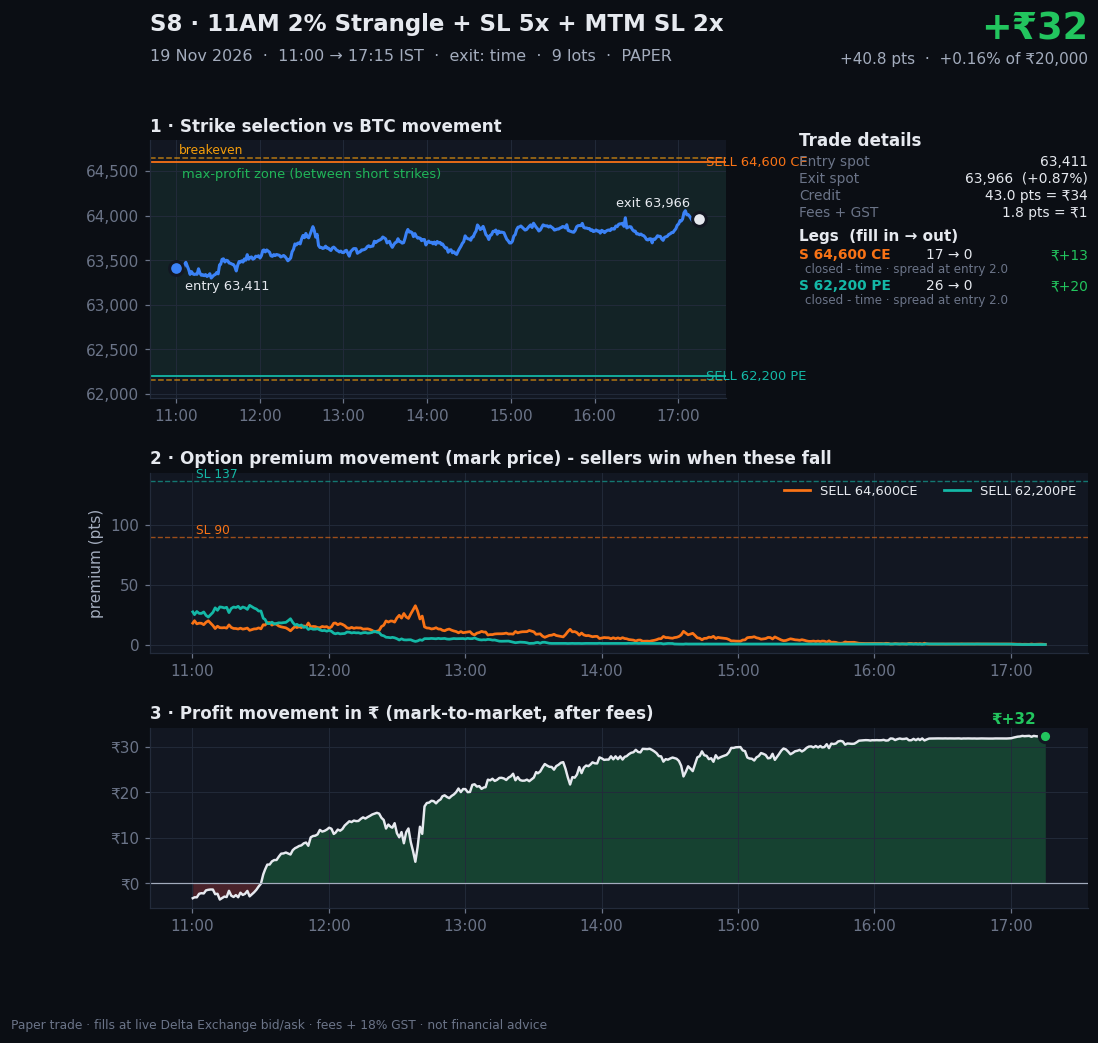 S8 · 11AM 2% Strangle + SL 5x + MTM SL 2x
+₹32
19 Nov 2026 · 11:00 → 17:15 IST · exit: time · 9 lots · PAPER
+40.8 pts · +0.16% of ₹20,000
1 · Strike selection vs BTC movement
breakeven
SELL 64,600 CE
max-profit zone (between short strikes)
exit 63,966
entry 63,411
SELL 62,200 PE
64,500
64,000
63,500
63,000
62,500
62,000
11:00 12:00 13:00 14:00 15:00 16:00 17:00
Trade details
Entry spot 63,411
Exit spot 63,966 (+0.87%)
Credit 43.0 pts = ₹34
Fees + GST 1.8 pts = ₹1
Legs (fill in → out)
S 64,600 CE 17 → 0 ₹+13
closed - time · spread at entry 2.0
S 62,200 PE 26 → 0 ₹+20
closed - time · spread at entry 2.0
2 · Option premium movement (mark price) - sellers win when these fall
SL 137
SELL 64,600CE SELL 62,200PE
SL 90
premium (pts)
100
50
0
11:00 12:00 13:00 14:00 15:00 16:00 17:00
3 · Profit movement in ₹ (mark-to-market, after fees)
₹+32
₹30
₹20
₹10
₹0
11:00 12:00 13:00 14:00 15:00 16:00 17:00
Paper trade · fills at live Delta Exchange bid/ask · fees + 18% GST · not financial advice